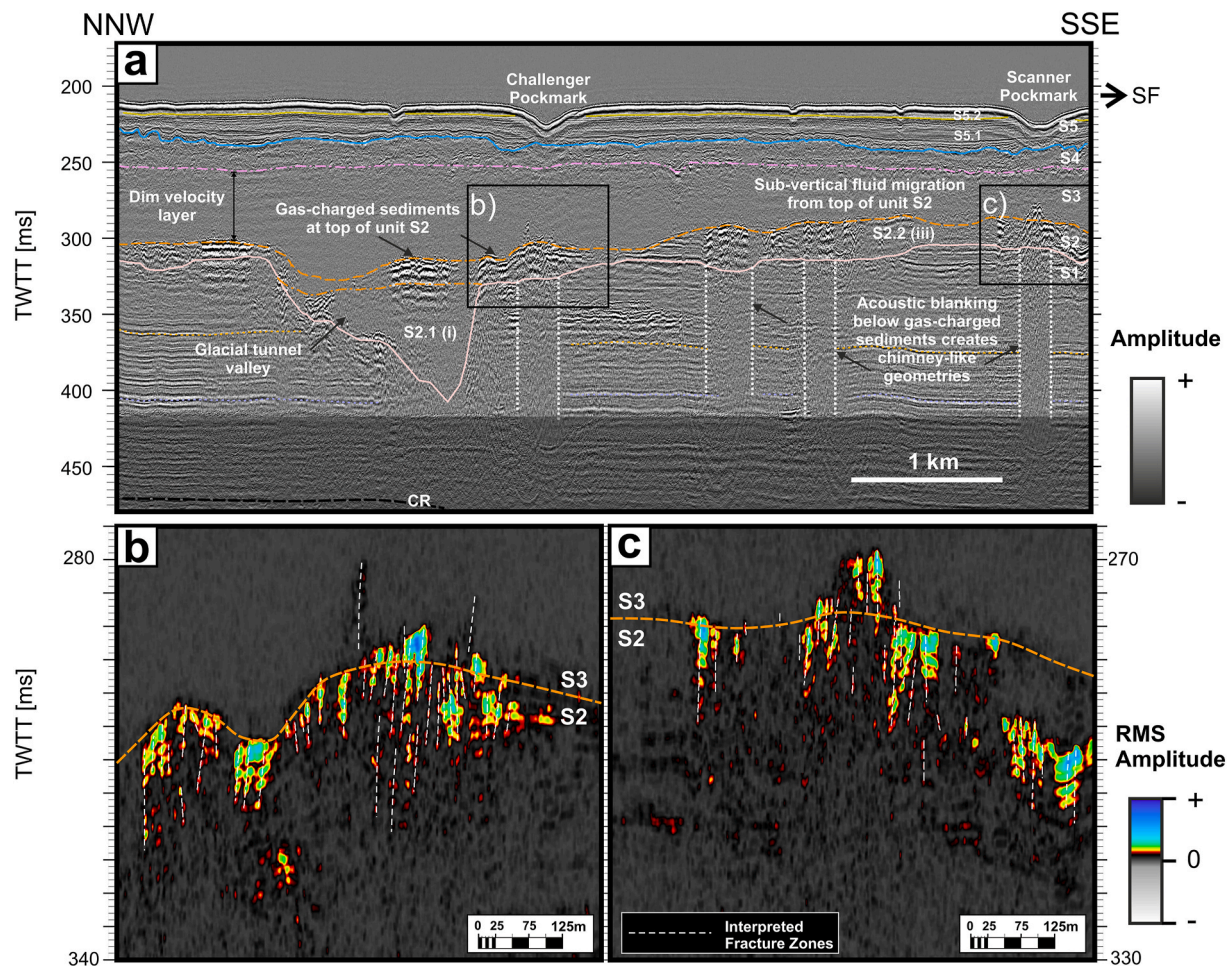 NNW
SSE
a
Challenger
Pockmark
Scanner
Pockmark
SF
200
250
300
350
400
450
TWTT [ms]
S5.2
S5.1
S5
S4
S3
S2
S1
Dim velocity
layer
Gas-charged sediments
at top of unit S2
b)
Sub-vertical fluid migration
from top of unit S2
c)
S2.2 (iii)
S2.1 (i)
Glacial tunnel
valley
Acoustic blanking
below gas-charged
sediments creates
chimney-like
geometries
1 km
CR
Amplitude
+
-
b
280
340
TWTT [ms]
S3
S2
0 25 75 125m
c
270
330
S3
S2
Interpreted
Fracture Zones
0 25 75 125m
RMS
Amplitude
+
0
-